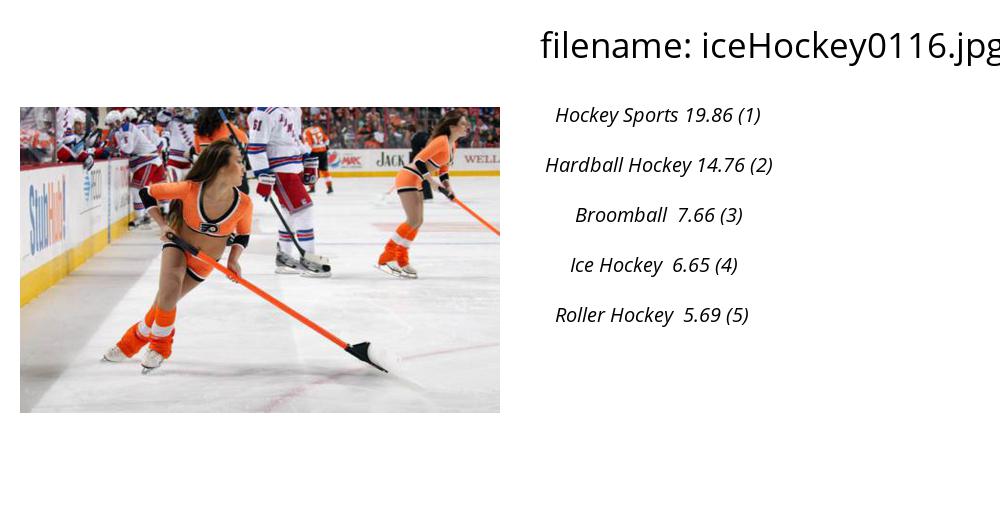 filename: iceHockey0116.jpg
Hockey Sports 19.86 (1)
Hardball Hockey 14.76 (2)
Broomball 7.66 (3)
Ice Hockey 6.65 (4)
Roller Hockey 5.69 (5)
StubHub!
61
JACK
WELL